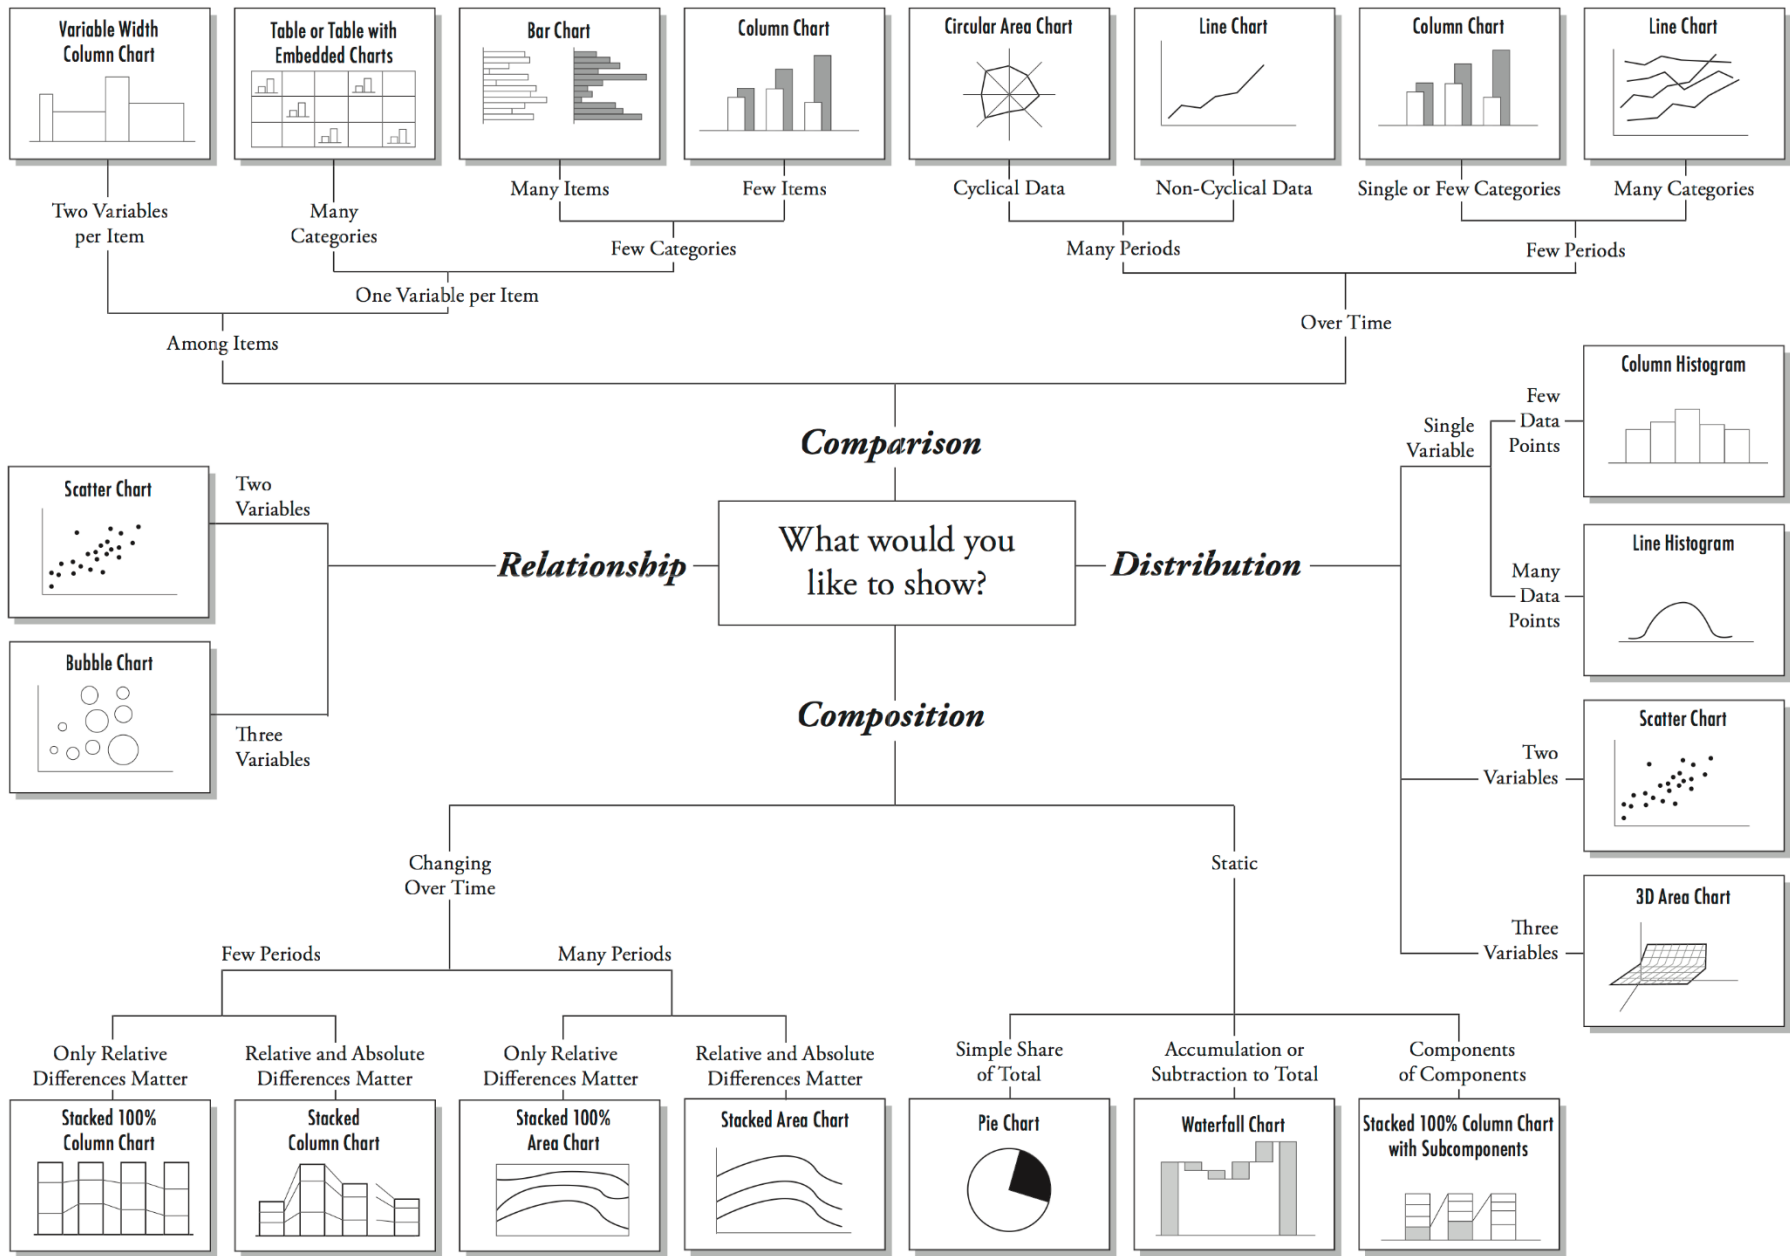 Variable Width
Column Chart
Table or Table with
Embedded Charts
Bar Chart
Column Chart
Circular Area Chart
Line Chart
Column Chart
Line Chart
Two Variables
per Item
Many
Categories
Many Items
Few Items
Cyclical Data
Non-Cyclical Data
Single or Few Categories
Many Categories
Few Categories
Many Periods
Few Periods
One Variable per Item
Among Items
Over Time
Comparison
What would you
like to show?
Relationship
Two
Variables
Scatter Chart
Three
Variables
Bubble Chart
Distribution
Single
Variable
Few
Data
Points
Column Histogram
Many
Data
Points
Line Histogram
Two
Variables
Scatter Chart
Three
Variables
3D Area Chart
Composition
Changing
Over Time
Static
Few Periods
Many Periods
Only Relative
Differences Matter
Relative and Absolute
Differences Matter
Only Relative
Differences Matter
Relative and Absolute
Differences Matter
Simple Share
of Total
Accumulation or
Subtraction to Total
Components
of Components
Stacked 100%
Column Chart
Stacked
Column Chart
Stacked 100%
Area Chart
Stacked Area Chart
Pie Chart
Waterfall Chart
Stacked 100% Column Chart
with Subcomponents